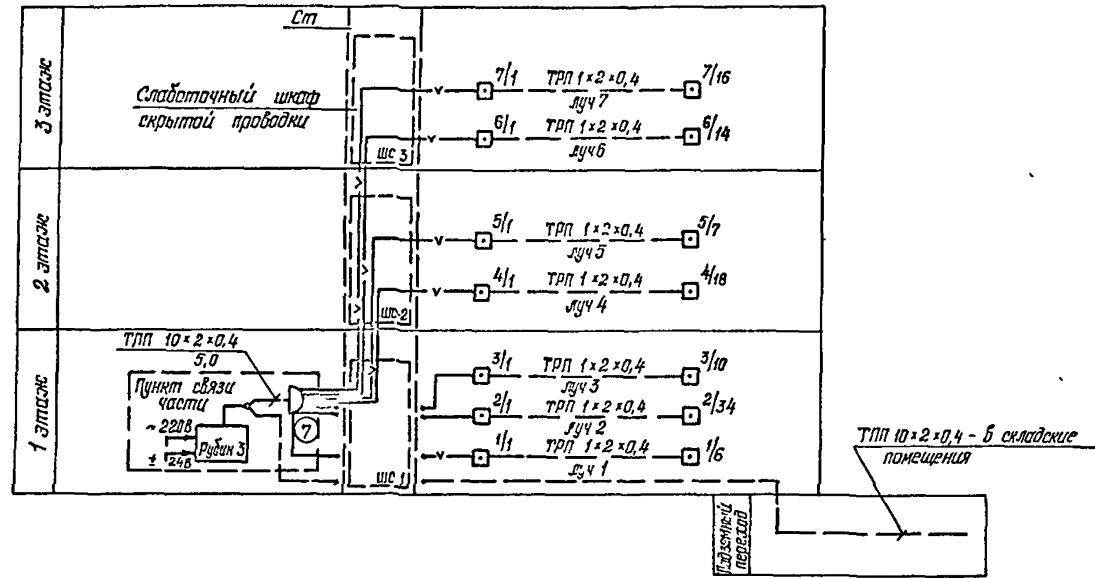 Ст
3 этаж
Слаботочный шкаф
скрытой проводки
7/1
ТРП 1×2×0,4
луч 7
7/16
6/1
ТРП 1×2×0,4
луч 6
6/14
шс 3
2 этаж
5/1
ТРП 1×2×0,4
луч 5
5/7
4/1
ТРП 1×2×0,4
луч 4
4/18
шс-2
1 этаж
ТПП 10×2×0,4
5,0
Пункт связи
части
~220В
Рубин 3
± 24В
7
3/1
ТРП 1×2×0,4
луч 3
3/10
2/1
ТРП 1×2×0,4
луч 2
2/34
1/1
ТРП 1×2×0,4
луч 1
1/6
шс 1
ТПП 10×2×0,4 - в складские
помещения
Подземный
переход